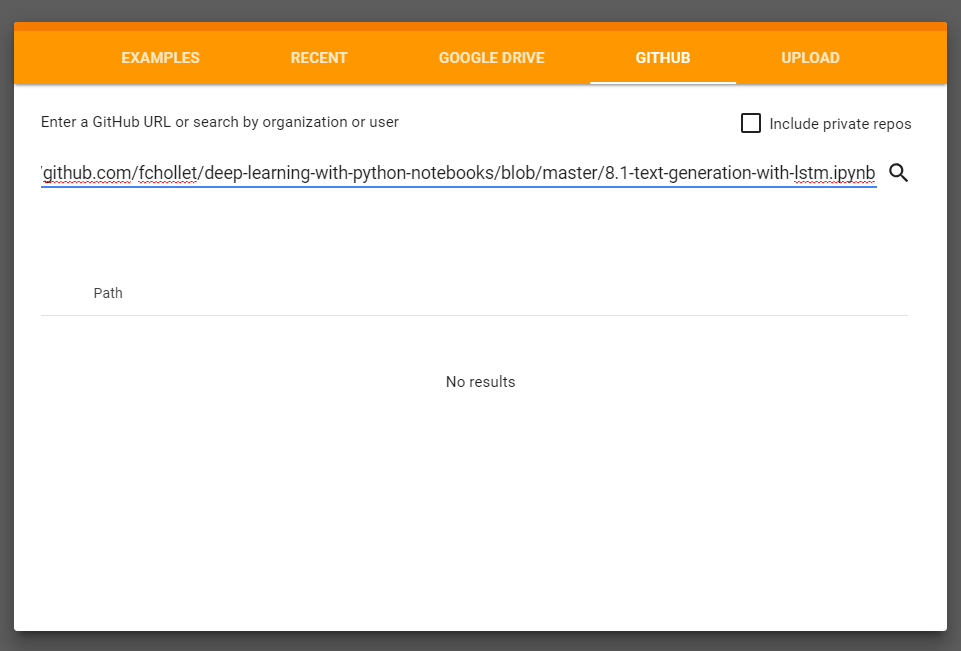 EXAMPLES RECENT GOOGLE DRIVE GITHUB UPLOAD
Enter a GitHub URL or search by organization or user
Include private repos
github.com/fchollet/deep-learning-with-python-notebooks/blob/master/8.1-text-generation-with-lstm.ipynb
Path
No results